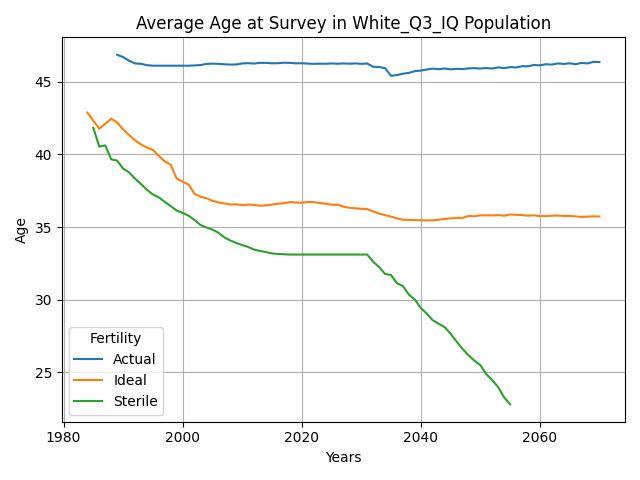 Average Age at Survey in White_Q3_IQ Population
Age
45
40
35
30
25
Fertility
Actual
Ideal
Sterile
1980
2000
2020
2040
2060
Years